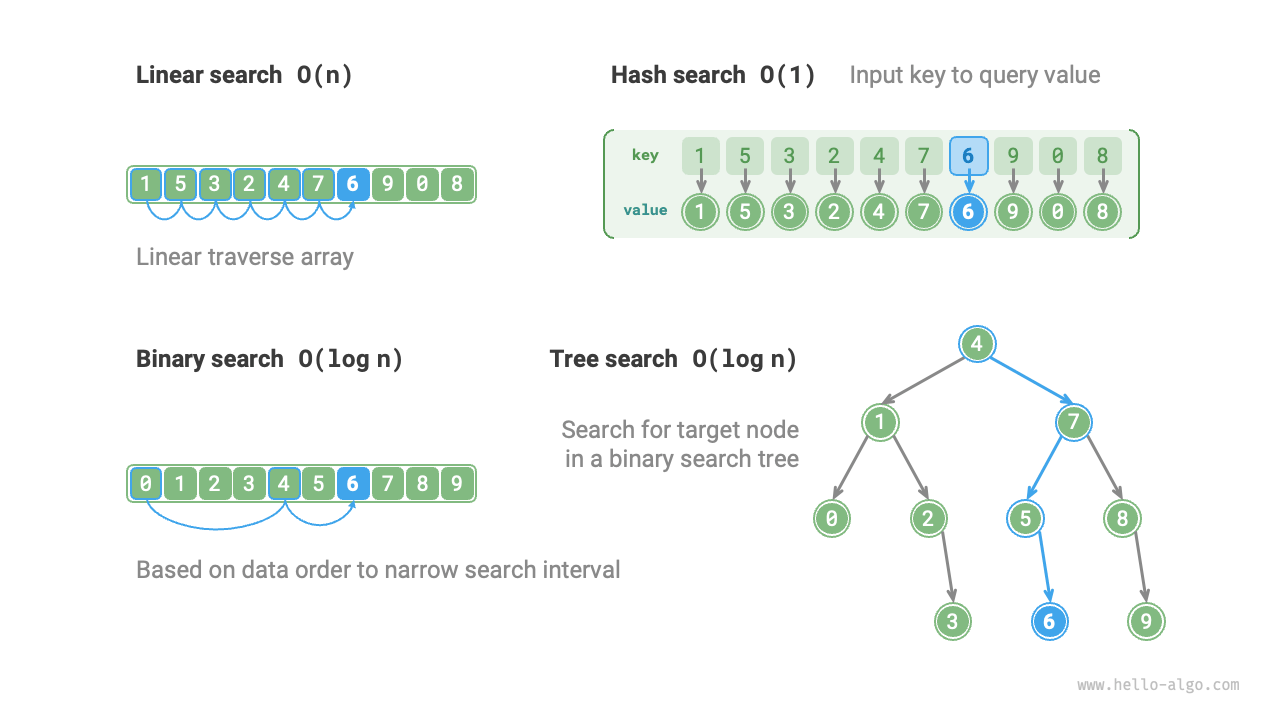 Linear search O(n)
1 5 3 2 4 7 6 9 0 8
Linear traverse array
Hash search O(1) Input key to query value
key 1 5 3 2 4 7 6 9 0 8
value 1 5 3 2 4 7 6 9 0 8
Binary search O(log n)
0 1 2 3 4 5 6 7 8 9
Based on data order to narrow search interval
Tree search O(log n)
Search for target node
in a binary search tree
4
1 7
0 2 5 8
3 6 9
www.hello-algo.com